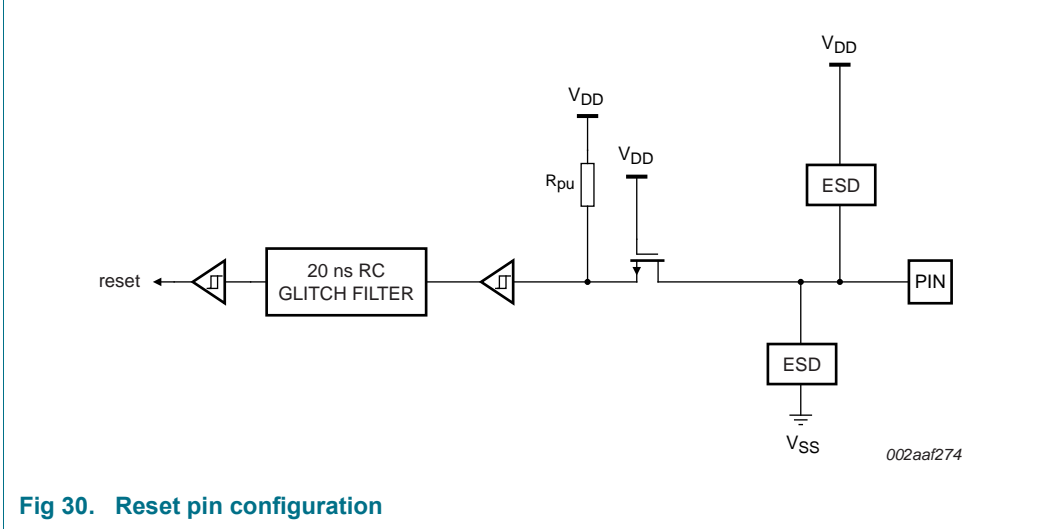 VDD
VDD
VDD
Rpu
ESD
reset
20 ns RC
GLITCH FILTER
PIN
ESD
VSS
002aaf274
Fig 30. Reset pin configuration